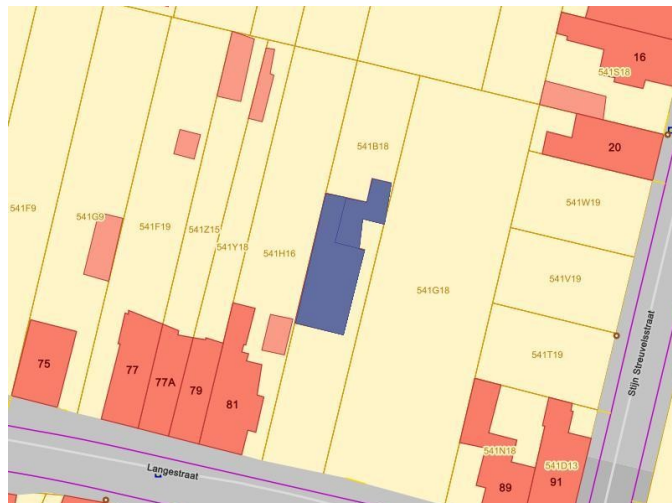 16
541S18
20
541B18
541W19
541F9
541G9
541F19
541Z15
541Y18
541H16
541V19
541G18
541T19
Stijn Streuvelsstraat
75
77
77A
79
81
541N18
541D13
89
91
Langestraat